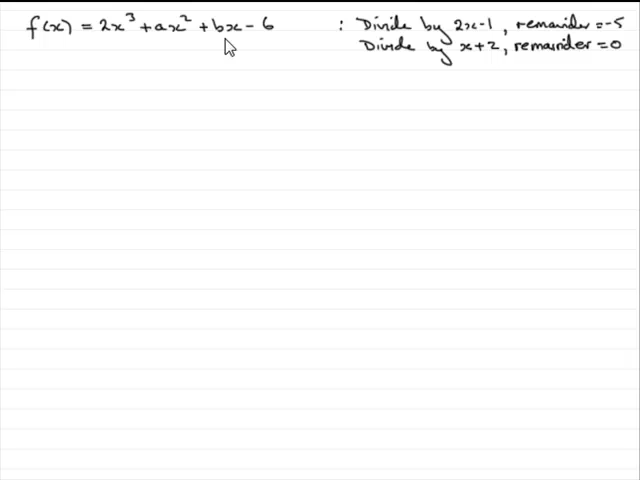 f(x) = 2x³ + ax² + bx - 6 : Divide by 2x-1, remainder = -5
Divide by x+2, remainder = 0